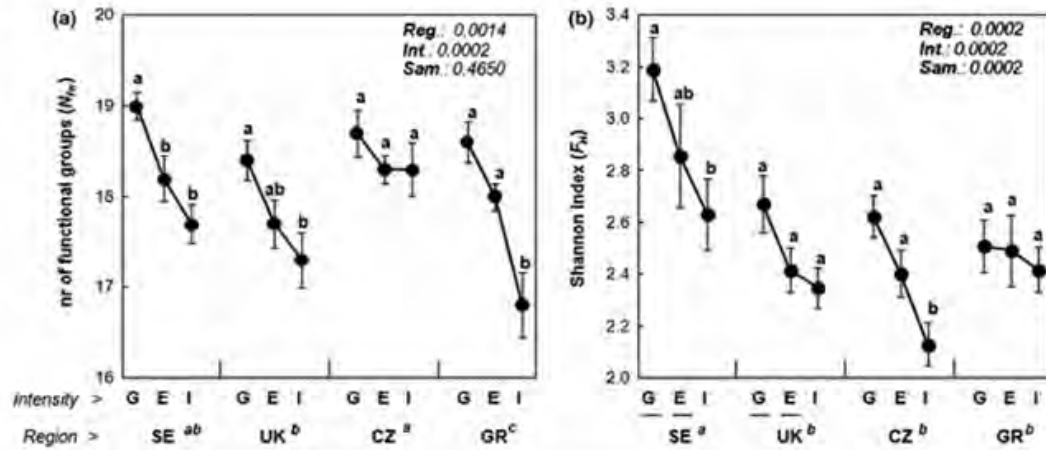 (a)
Reg.: 0.0014
Int.: 0.0002
Sam.: 0.4650
nr of functional groups (N
20
19
18
17
16
a
b
b
a
ab
b
a
a
a
a
a
b
(b)
Reg.: 0.0002
Int.: 0.0002
Sam.: 0.0002
Shannon Index (F
3.4
3.2
3.0
2.8
2.6
2.4
2.2
2.0
a
ab
b
a
a
a
a
a
b
a
a
a
Intensity > G E I G E I G E I G E I G E I G E I G E I G E I
Region > SE ab UK b CZ a GR c SE a UK b CZ b GR b